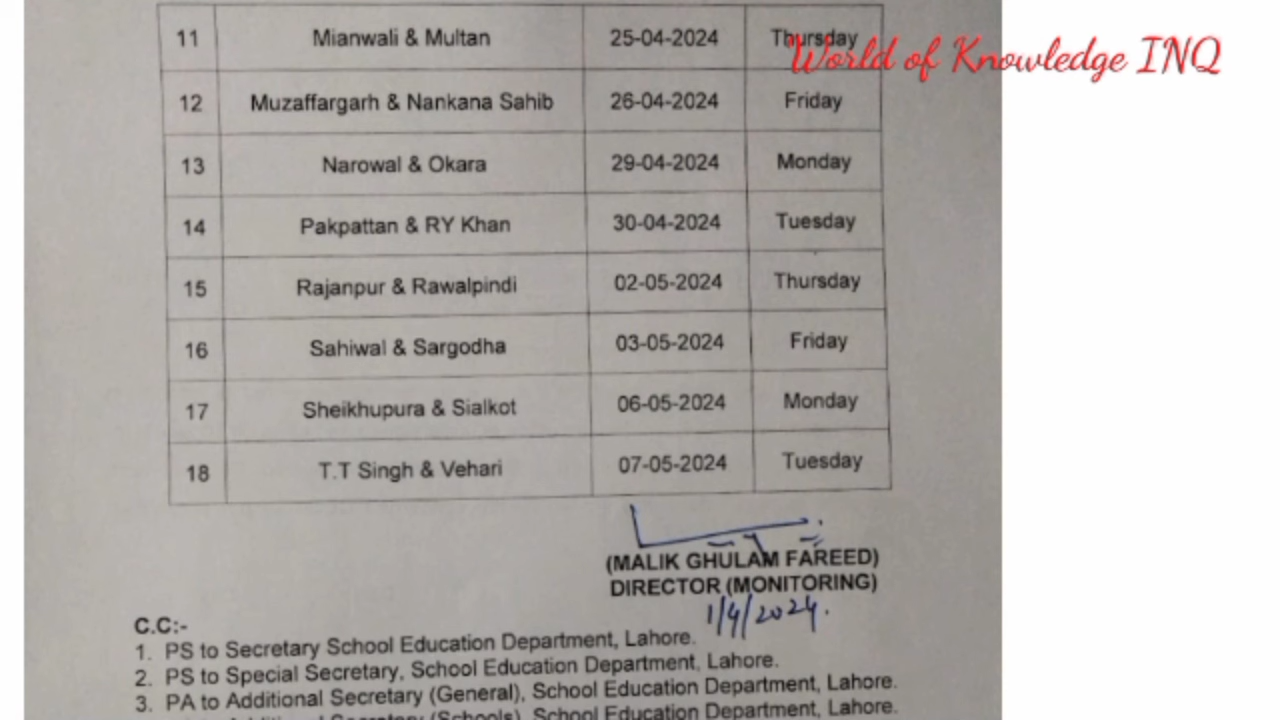 World of Knowledge INQ
11 Mianwali & Multan 25-04-2024 Thursday
12 Muzaffargarh & Nankana Sahib 26-04-2024 Friday
13 Narowal & Okara 29-04-2024 Monday
14 Pakpattan & RY Khan 30-04-2024 Tuesday
15 Rajanpur & Rawalpindi 02-05-2024 Thursday
16 Sahiwal & Sargodha 03-05-2024 Friday
17 Sheikhupura & Sialkot 06-05-2024 Monday
18 T.T Singh & Vehari 07-05-2024 Tuesday
(MALIK GHULAM FAREED)
DIRECTOR (MONITORING)
1/4/2024.
C.C:-
1. PS to Secretary School Education Department, Lahore.
2. PS to Special Secretary, School Education Department, Lahore.
3. PA to Additional Secretary (General), School Education Department, Lahore.
Additional Secretary (Schools), School Education Department, Lahore.